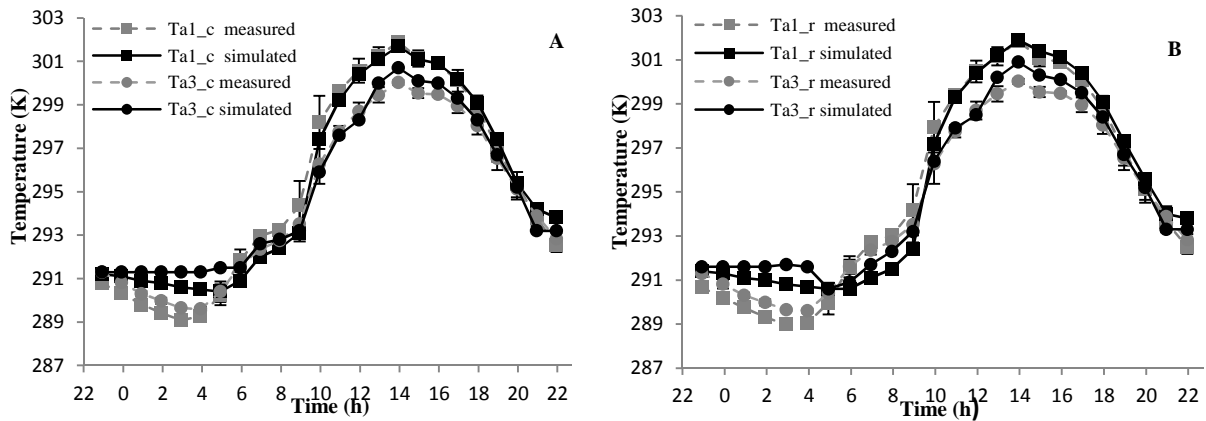 303
301
299
297
295
293
291
289
287
Temperature (K)
Ta1_c measured
Ta1_c simulated
Ta3_c measured
Ta3_c simulated
A
22 0 2 4 6 8 10 12 14 16 18 20 22
Time (h)
303
301
299
297
295
293
291
289
287
Temperature (K)
Ta1_r measured
Ta1_r simulated
Ta3_r measured
Ta3_r simulated
B
22 0 2 4 6 8 10 12 14 16 18 20 22
Time (h)